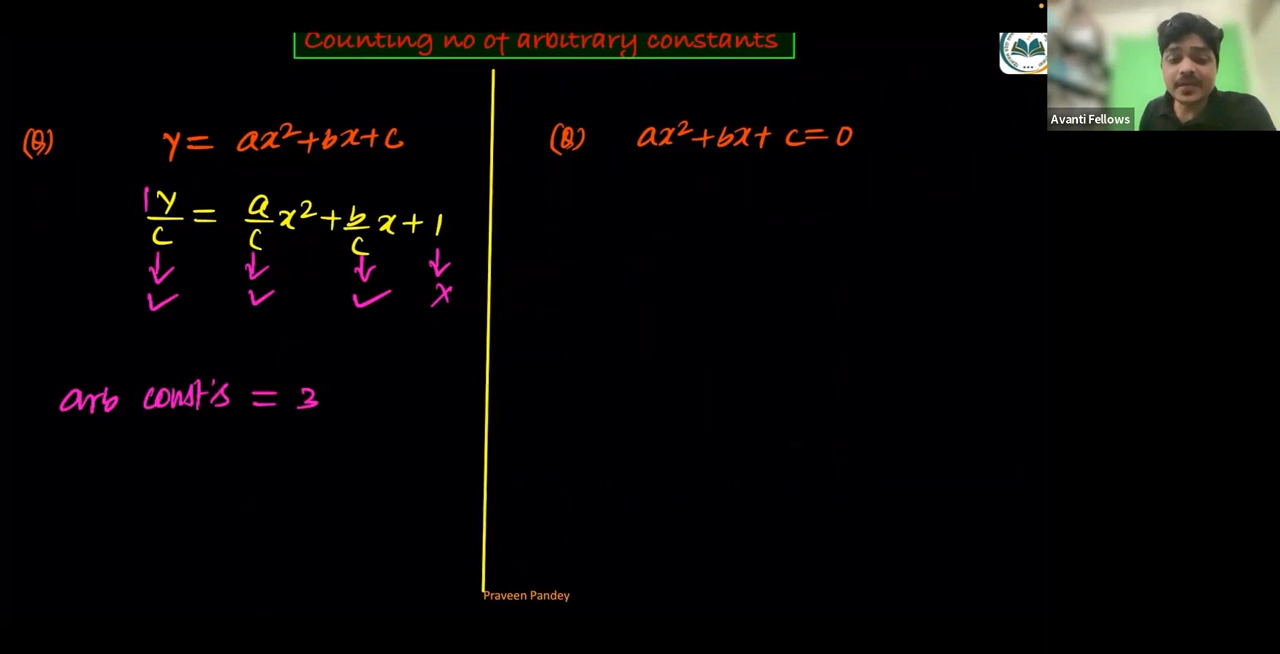 Counting no of arbitrary constants
Avanti Fellows
(Q) y = ax²+bx+c
1y/c = a/c x² + b/c x + 1
↓ ↓ ↓ ↓
✓ ✓ ✓ x
arb const's = 3
(Q) ax²+bx+c=0
Praveen Pandey